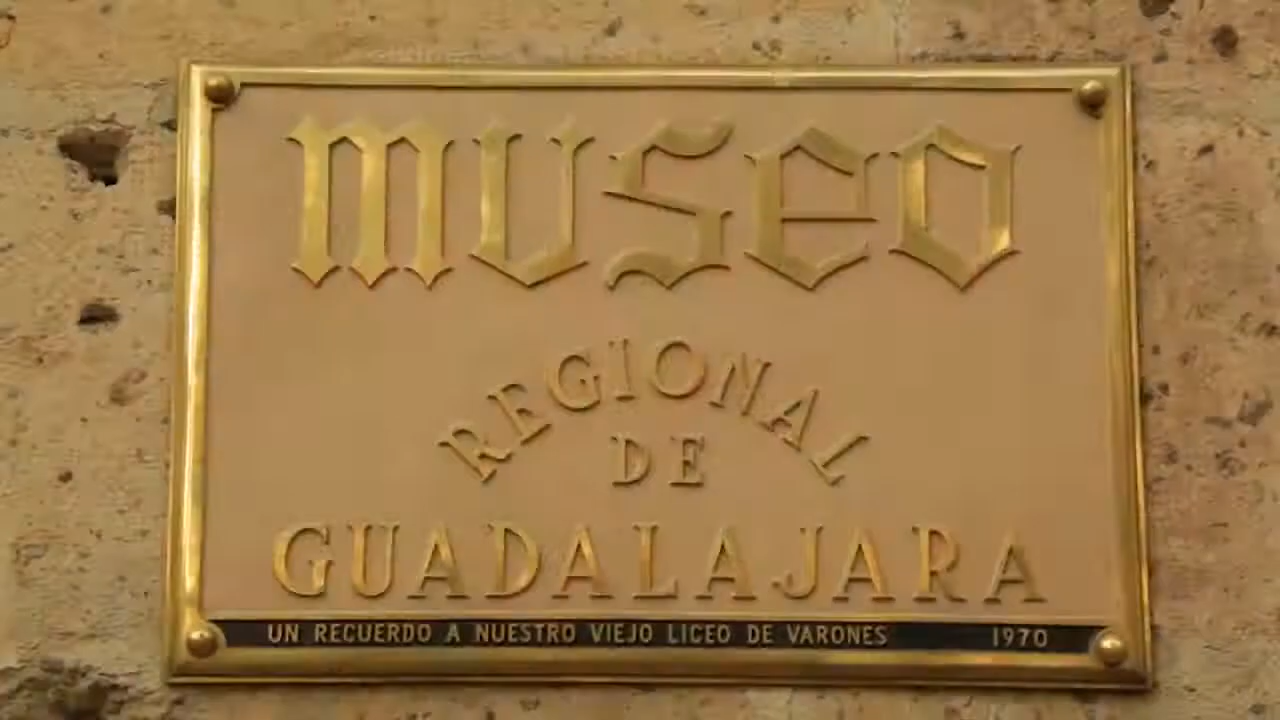 MUSEO
REGIONAL
DE
GUADALAJARA
UN RECUERDO A NUESTRO VIEJO LICEO DE VARONES 1970